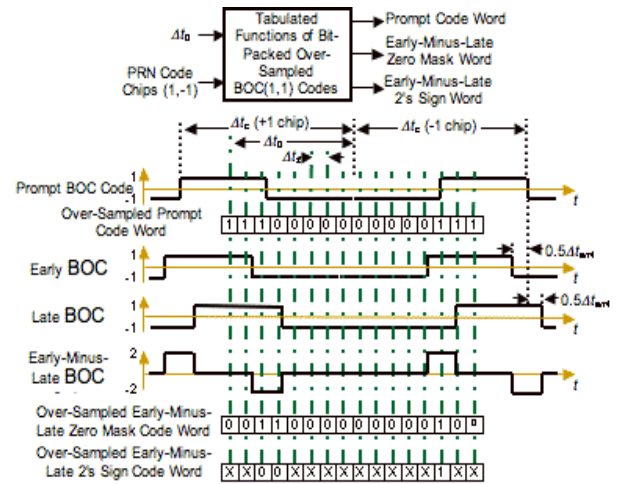 Tabulated
Functions of Bit-
Packed Over-
Sampled
BOC(1,1) Codes
Δt₀
PRN Code
Chips (1,-1)
Prompt Code Word
Early-Minus-Late
Zero Mask Word
Early-Minus-Late
2's Sign Word
Δt꜀ (+1 chip)
Δt꜀ (-1 chip)
Δt₀
Δtₛ
Prompt BOC Code
1
-1
t
Over-Sampled Prompt
Code Word
1 1 1 0 0 0 0 0 0 0 0 0 0 1 1 1
Early BOC
1
-1
t
0.5Δt
Late BOC
1
-1
t
0.5Δt
Early-Minus-
Late BOC
2
-2
t
Over-Sampled Early-Minus-
Late Zero Mask Code Word
0 0 1 1 0 0 0 0 0 0 0 0 0 1 0 0
Over-Sampled Early-Minus-
Late 2's Sign Code Word
X X 0 0 X X X X X X X X X 1 X X